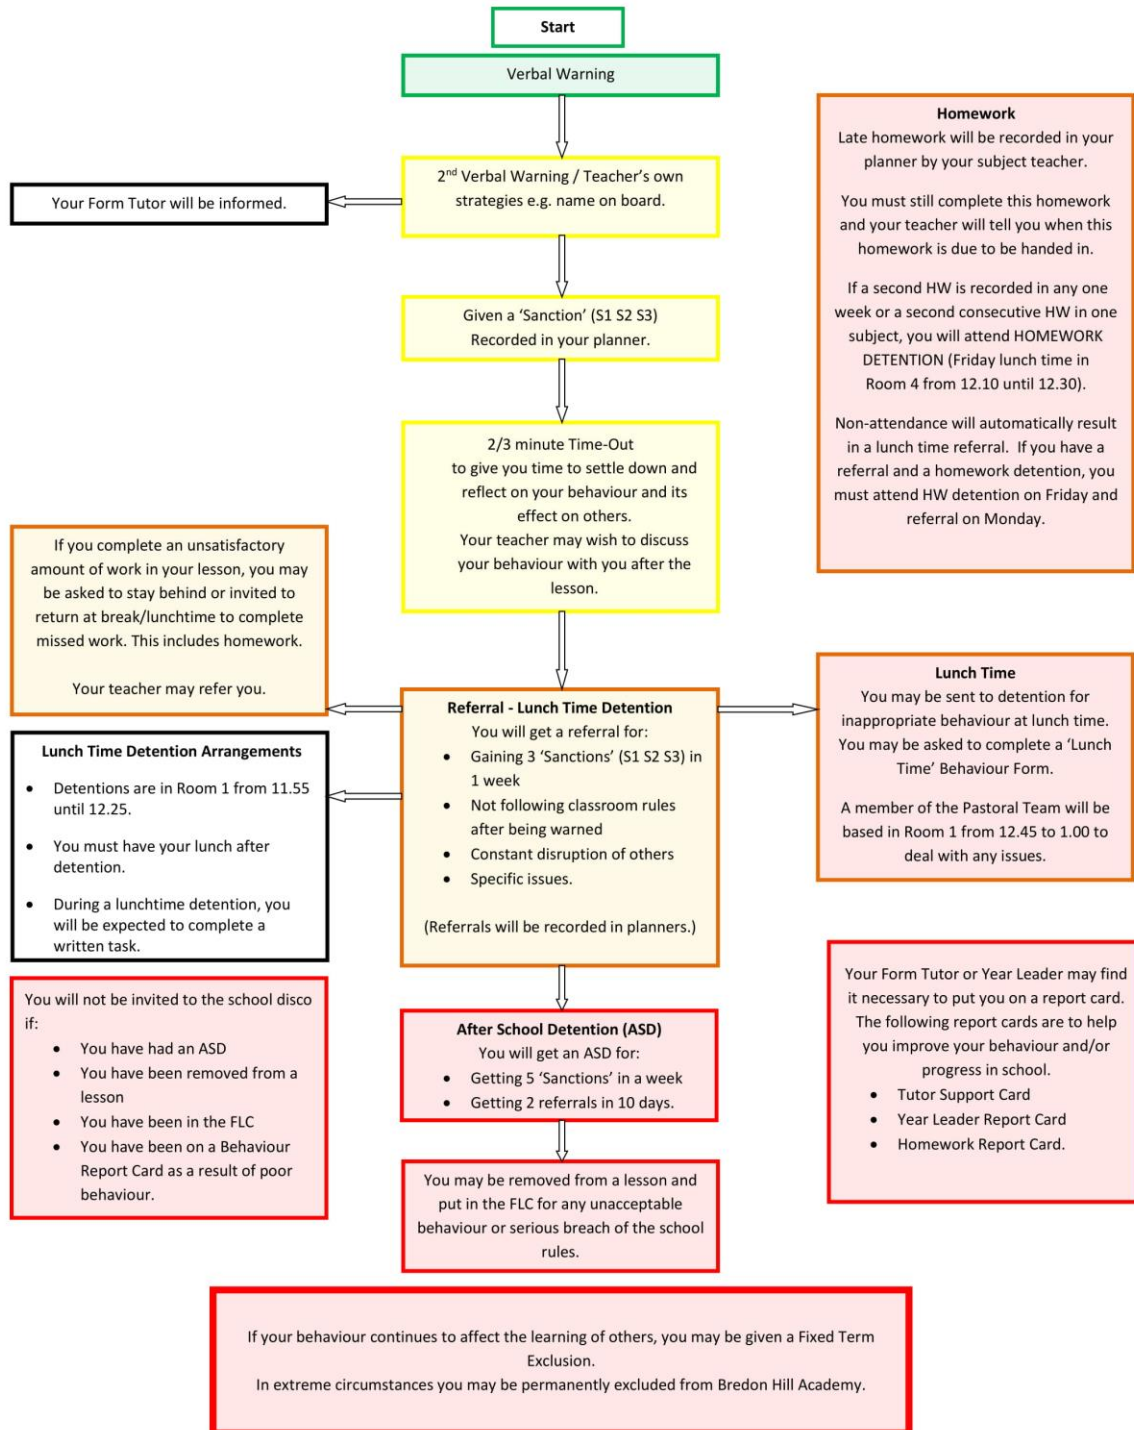 Start
Verbal Warning
2nd Verbal Warning / Teacher's own
strategies e.g. name on board.
Your Form Tutor will be informed.
Given a 'Sanction' (S1 S2 S3)
Recorded in your planner.
2/3 minute Time-Out
to give you time to settle down and
reflect on your behaviour and its
effect on others.
Your teacher may wish to discuss
your behaviour with you after the
lesson.
Homework
Late homework will be recorded in your
planner by your subject teacher.
You must still complete this homework
and your teacher will tell you when this
homework is due to be handed in.
If a second HW is recorded in any one
week or a second consecutive HW in one
subject, you will attend HOMEWORK
DETENTION (Friday lunch time in
Room 4 from 12.10 until 12.30).
Non-attendance will automatically result
in a lunch time referral. If you have a
referral and a homework detention, you
must attend HW detention on Friday and
referral on Monday.
If you complete an unsatisfactory
amount of work in your lesson, you may
be asked to stay behind or invited to
return at break/lunchtime to complete
missed work. This includes homework.
Your teacher may refer you.
Referral - Lunch Time Detention
You will get a referral for:
• Gaining 3 'Sanctions' (S1 S2 S3) in
1 week
• Not following classroom rules
after being warned
• Constant disruption of others
• Specific issues.
(Referrals will be recorded in planners.)
Lunch Time
You may be sent to detention for
inappropriate behaviour at lunch time.
You may be asked to complete a 'Lunch
Time' Behaviour Form.
A member of the Pastoral Team will be
based in Room 1 from 12.45 to 1.00 to
deal with any issues.
Lunch Time Detention Arrangements
• Detentions are in Room 1 from 11.55
until 12.25.
• You must have your lunch after
detention.
• During a lunchtime detention, you
will be expected to complete a
written task.
You will not be invited to the school disco
if:
• You have had an ASD
• You have been removed from a
lesson
• You have been in the FLC
• You have been on a Behaviour
Report Card as a result of poor
behaviour.
After School Detention (ASD)
You will get an ASD for:
• Getting 5 'Sanctions' in a week
• Getting 2 referrals in 10 days.
Your Form Tutor or Year Leader may find
it necessary to put you on a report card.
The following report cards are to help
you improve your behaviour and/or
progress in school.
• Tutor Support Card
• Year Leader Report Card
• Homework Report Card.
You may be removed from a lesson and
put in the FLC for any unacceptable
behaviour or serious breach of the school
rules.
If your behaviour continues to affect the learning of others, you may be given a Fixed Term
Exclusion.
In extreme circumstances you may be permanently excluded from Bredon Hill Academy.